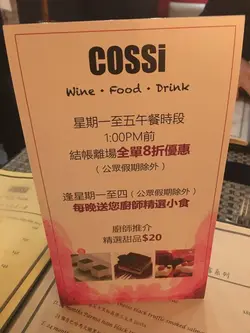 COSSi
Wine • Food • Drink
星期一至五午餐時段
1:00PM前
結帳離場全單8折優惠
(公眾假期除外)
逢星期一至四(公眾假期除外)
每晚送您廚師精選小食
廚師推介
精選甜品$20